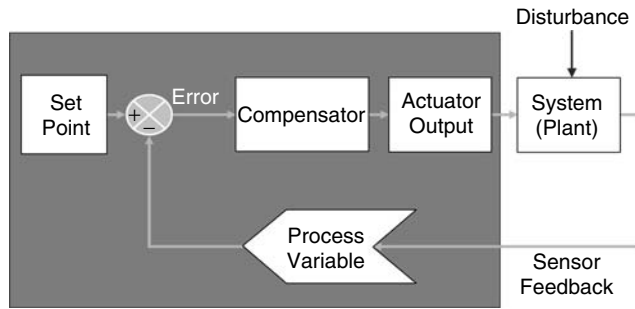 Disturbance
Set
Point
+
−
Error
Compensator
Actuator
Output
System
(Plant)
Process
Variable
Sensor
Feedback